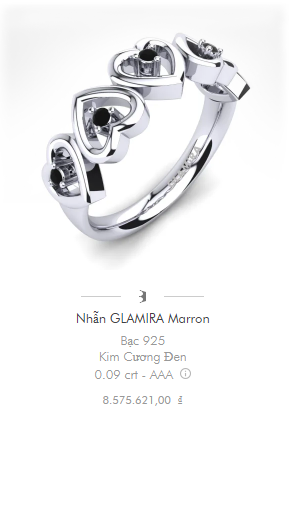 Nhẫn GLAMIRA Marron
Bạc 925
Kim Cương Đen
0.09 crt - AAA
8.575.621,00 ₫